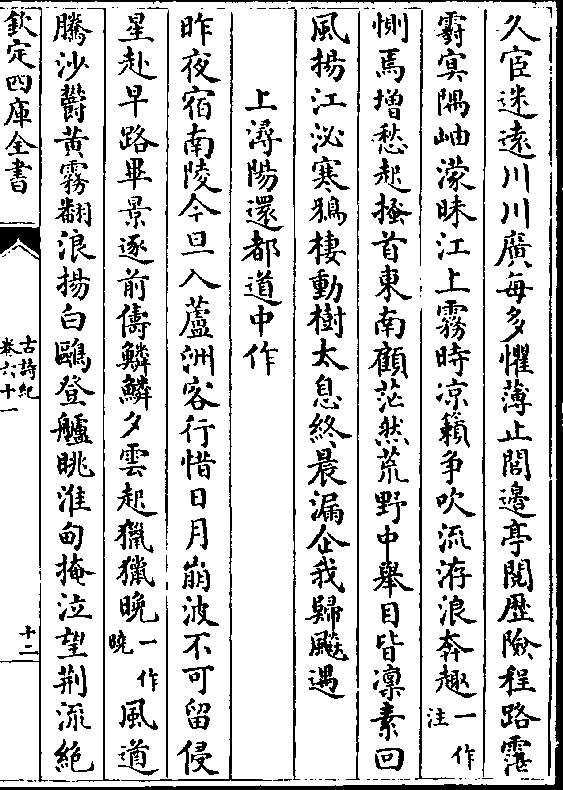 久宦迷遠川川廣每多懼薄止閭邊亭閱歷險程路霮
䨴冥隅岫濛昧江上霧時凉籟争吹流洊浪奔趣一作注
惻焉增愁起搔首東南顧茫然荒野中舉目皆凛素回
風揚江泌寒鴉棲動樹太息終晨漏企我歸飈遇
上潯陽還都道中作
昨夜宿南陵今旦入蘆洲客行惜日月崩波不可留侵
星赴早路畢景逐前儔鱗鱗夕雲起獵獵晚一作曉風道
騰沙鬱黄霧翻浪揚白鷗登艫眺淮甸掩泣望荆流絶
欽定四庫全書
古詩紀
卷六十一
十二